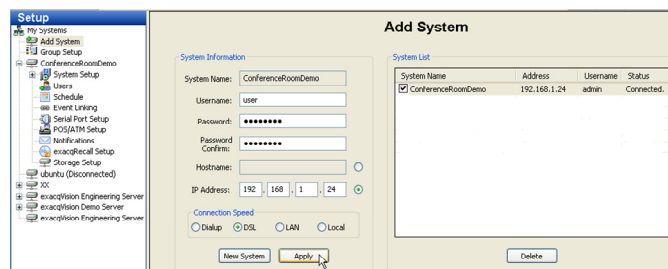 Setup
My Systems
Add System
Group Setup
ConferenceRoomDemo
System Setup
Users
Schedule
Event Linking
Serial Port Setup
POS/ATM Setup
Notifications
exacqRecall Setup
Storage Setup
ubuntu (Disconnected)
XX
exacqVision Engineering Server
exacqVision Demo Server
exacqVision Engineering Server
Add System
System Information
System Name: ConferenceRoomDemo
Username: user
Password: ●●●●●●●●
Password Confirm: ●●●●●●●●
Hostname:
IP Address: 192 . 168 . 1 . 24
Connection Speed
Dialup DSL LAN Local
New System Apply
System List
System Name Address Username Status
ConferenceRoomDemo 192.168.1.24 admin Connected.
Delete